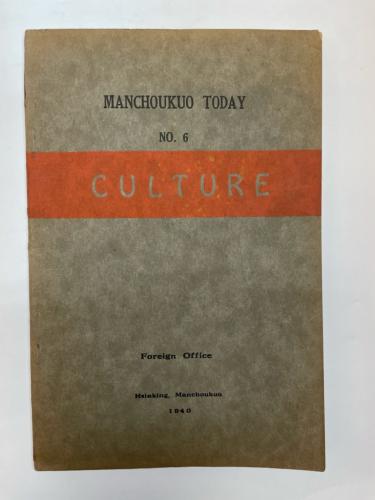 MANCHOUKUO TODAY
NO. 6
CULTURE
Foreign Office
Hsinking, Manchoukuo
1940